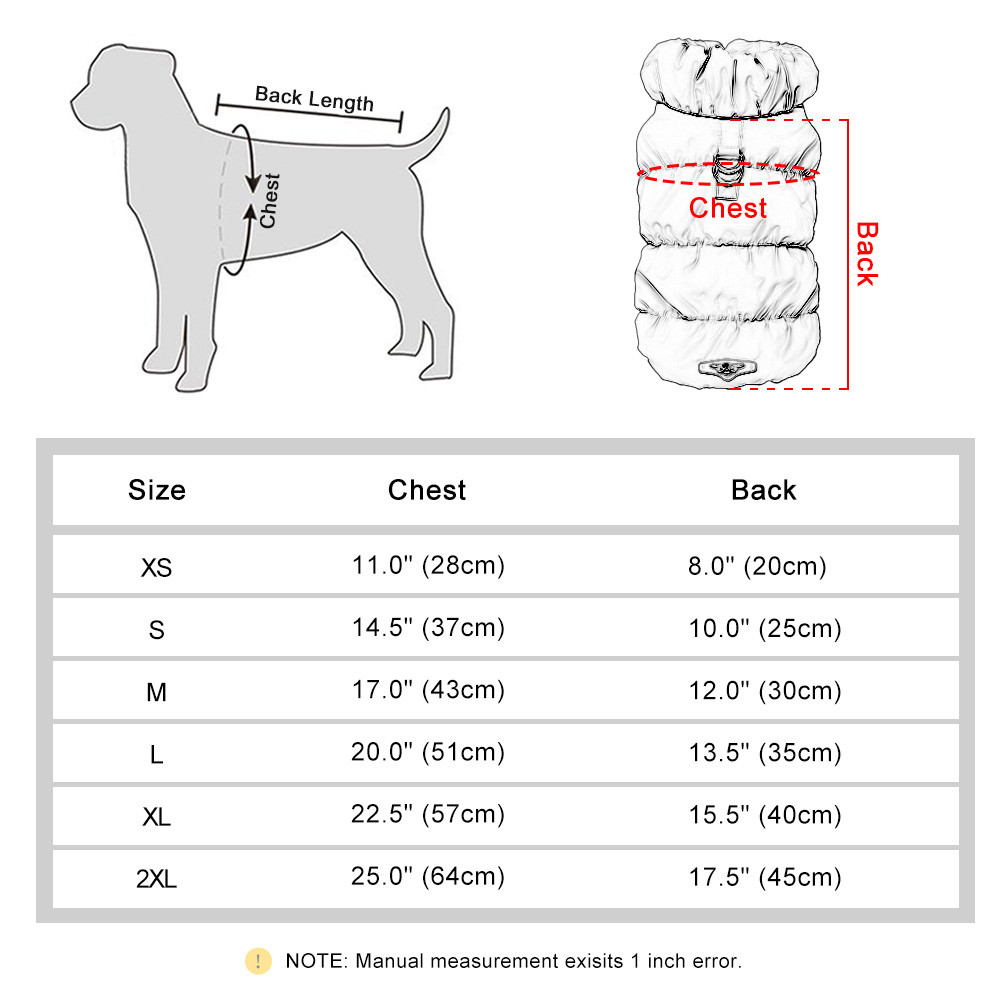 Back Length
Chest
Chest
Back
Size Chest Back
XS 11.0" (28cm) 8.0" (20cm)
S 14.5" (37cm) 10.0" (25cm)
M 17.0" (43cm) 12.0" (30cm)
L 20.0" (51cm) 13.5" (35cm)
XL 22.5" (57cm) 15.5" (40cm)
2XL 25.0" (64cm) 17.5" (45cm)
! NOTE: Manual measurement exisits 1 inch error.